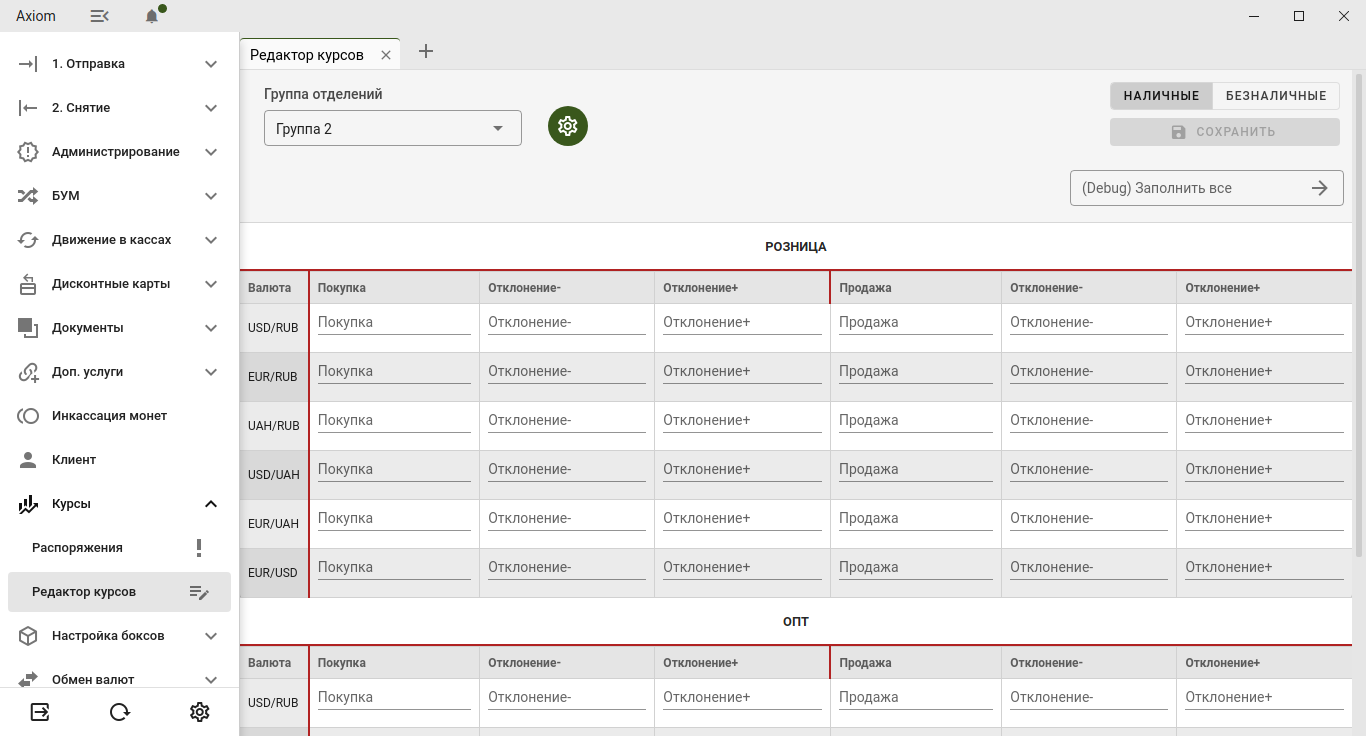 Axiom
1. Отправка
2. Снятие
Администрирование
БУМ
Движение в кассах
Дисконтные карты
Документы
Доп. услуги
Инкассация монет
Клиент
Курсы
Распоряжения
Редактор курсов
Настройка боксов
Обмен валют
Редактор курсов
Группа отделений
Группа 2
НАЛИЧНЫЕ БЕЗНАЛИЧНЫЕ
СОХРАНИТЬ
(Debug) Заполнить все
РОЗНИЦА
Валюта Покупка Отклонение- Отклонение+ Продажа Отклонение- Отклонение+
USD/RUB Покупка Отклонение- Отклонение+ Продажа Отклонение- Отклонение+
EUR/RUB Покупка Отклонение- Отклонение+ Продажа Отклонение- Отклонение+
UAH/RUB Покупка Отклонение- Отклонение+ Продажа Отклонение- Отклонение+
USD/UAH Покупка Отклонение- Отклонение+ Продажа Отклонение- Отклонение+
EUR/UAH Покупка Отклонение- Отклонение+ Продажа Отклонение- Отклонение+
EUR/USD Покупка Отклонение- Отклонение+ Продажа Отклонение- Отклонение+
ОПТ
Валюта Покупка Отклонение- Отклонение+ Продажа Отклонение- Отклонение+
USD/RUB Покупка Отклонение- Отклонение+ Продажа Отклонение- Отклонение+